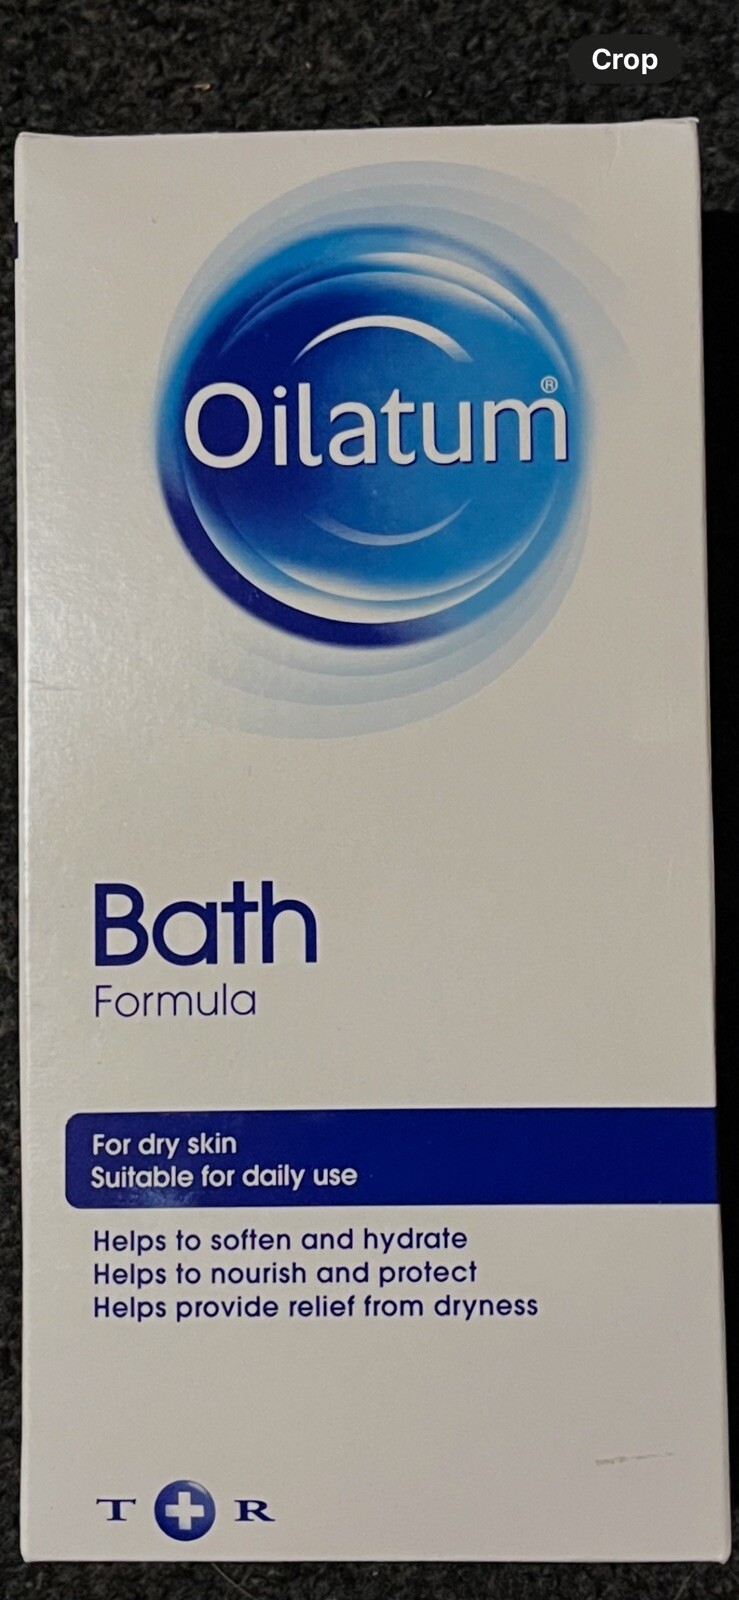 Crop
Oilatum®
Bath
Formula
For dry skin
Suitable for daily use
Helps to soften and hydrate
Helps to nourish and protect
Helps provide relief from dryness
T R